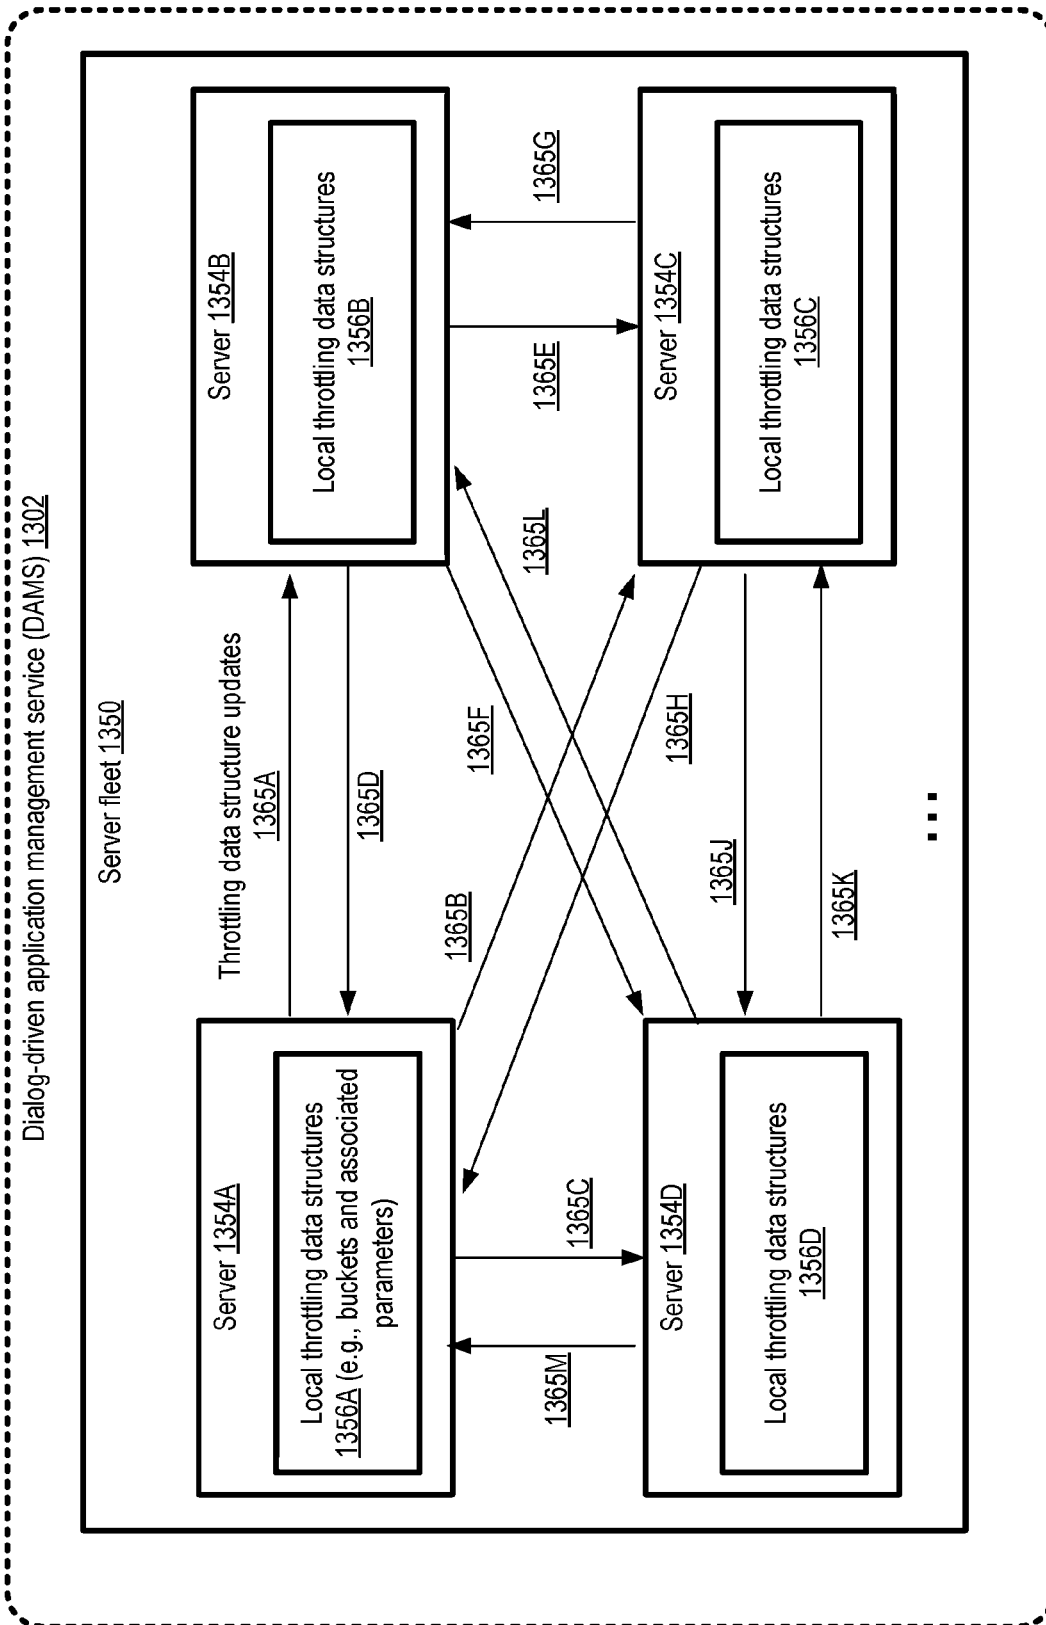 Dialog-driven application management service (DAMS) 1302
Server fleet 1350
Server 1354A
Local throttling data structures
1356A (e.g., buckets and associated
parameters)
Throttling data structure updates
1365A
1365D
Server 1354B
Local throttling data structures
1356B
1365B
1365F
1365L
1365H
1365M
1365C
1365E
1365G
Server 1354D
Local throttling data structures
1356D
1365J
1365K
Server 1354C
Local throttling data structures
1356C
...